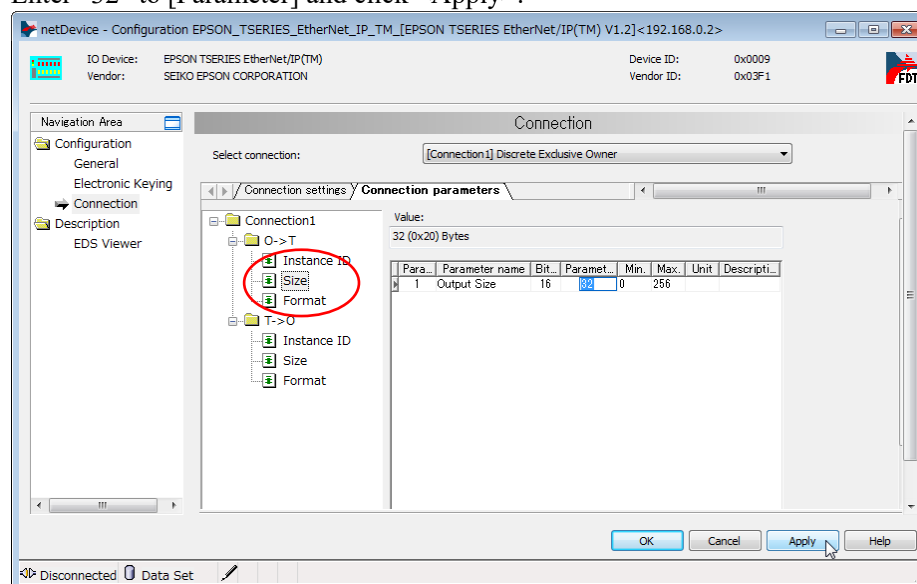 Enter "32" to [Parameter] and click "Apply".
netDevice - Configuration EPSON_TSERIES_EtherNet_IP_TM_[EPSON TSERIES EtherNet/IP(TM) V1.2]<192.168.0.2>
IO Device: EPSON TSERIES EtherNet/IP(TM) Device ID: 0x0009
Vendor: SEIKO EPSON CORPORATION Vendor ID: 0x03F1
FDT
Navigation Area
Configuration
General
Electronic Keying
Connection
Description
EDS Viewer
Connection
Select connection: [Connection1] Discrete Exclusive Owner
Connection settings Connection parameters
Connection1
O->T
Instance ID
Size
Format
T->O
Instance ID
Size
Format
Value:
32 (0x20) Bytes
Para... Parameter name Bit... Paramet... Min. Max. Unit Descripti...
1 Output Size 16 32 0 256
OK Cancel Apply Help
Disconnected Data Set